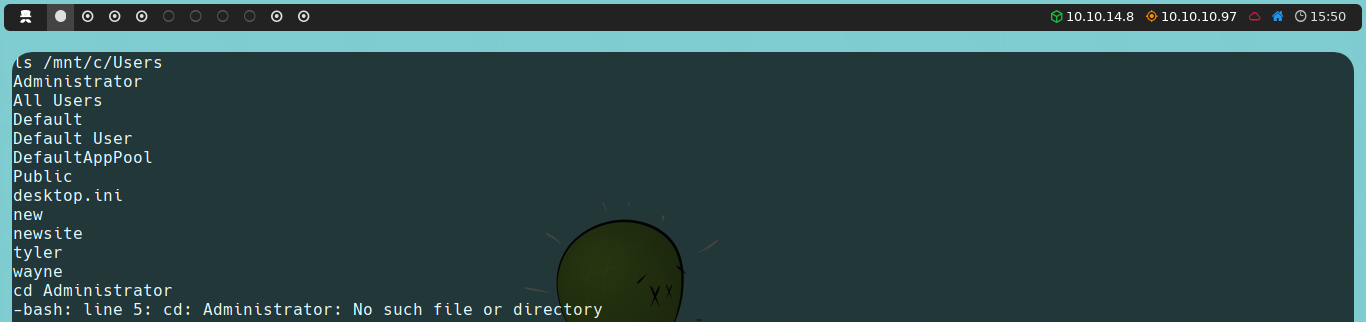 10.10.14.8 10.10.10.97 15:50
ls /mnt/c/Users
Administrator
All Users
Default
Default User
DefaultAppPool
Public
desktop.ini
new
newsite
tyler
wayne
cd Administrator
-bash: line 5: cd: Administrator: No such file or directory